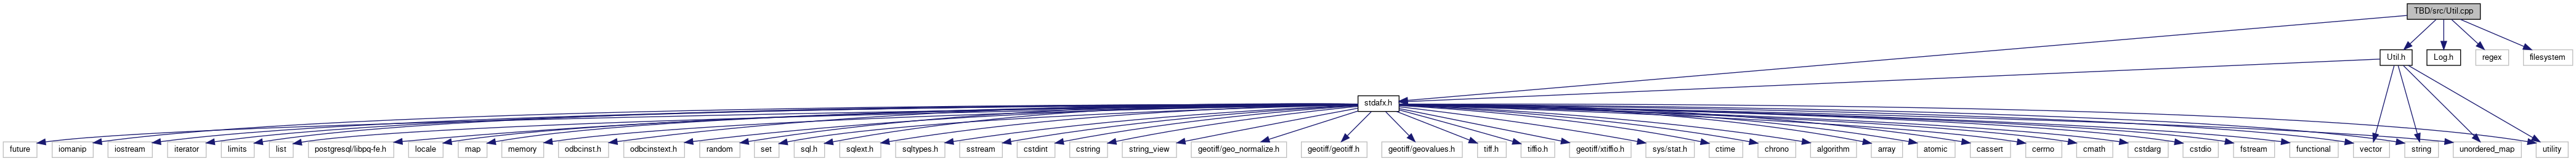 TBD/src/Util.cpp
Util.h
Log.h
regex
filesystem
stdafx.h
future
iomanip
iostream
iterator
limits
list
postgresql/libpq-fe.h
locale
map
memory
odbcinst.h
odbcinstext.h
random
set
sql.h
sqlext.h
sqltypes.h
sstream
cstdint
cstring
string_view
geotiff/geo_normalize.h
geotiff/geotiff.h
geotiff/geovalues.h
tiff.h
tiffio.h
geotiff/xtiffio.h
sys/stat.h
ctime
chrono
algorithm
array
atomic
cassert
cerrno
cmath
cstdarg
cstdio
fstream
functional
vector
string
unordered_map
utility